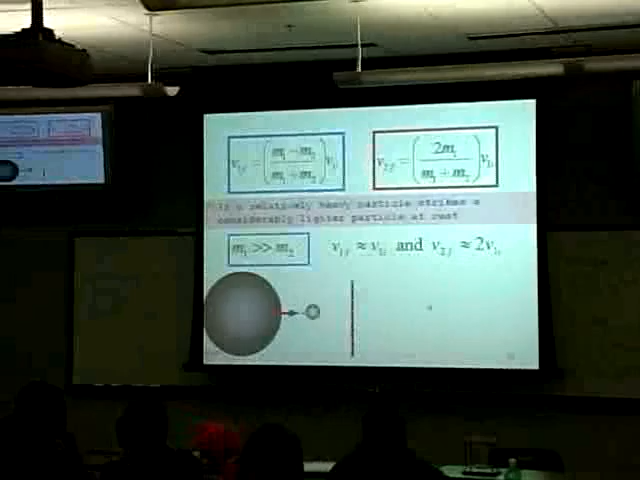 v₁f = ((m₁ − m₂)/(m₁ + m₂)) v₁i
v₂f = (2m₁/(m₁ + m₂)) v₁i
If a relatively heavy particle strikes a
considerably lighter particle at rest
m₁ >> m₂
v₁f ≈ v₁i and v₂f ≈ 2v₁i